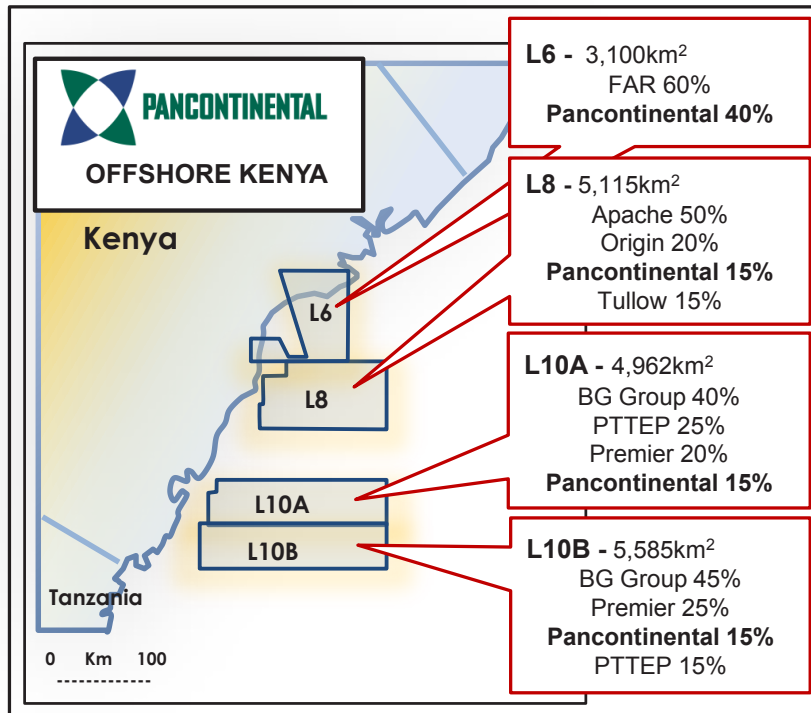 PANCONTINENTAL
OFFSHORE KENYA
Kenya
L6
L8
L10A
L10B
Tanzania
0 Km 100
L6 - 3,100km²
FAR 60%
Pancontinental 40%
L8 - 5,115km²
Apache 50%
Origin 20%
Pancontinental 15%
Tullow 15%
L10A - 4,962km²
BG Group 40%
PTTEP 25%
Premier 20%
Pancontinental 15%
L10B - 5,585km²
BG Group 45%
Premier 25%
Pancontinental 15%
PTTEP 15%